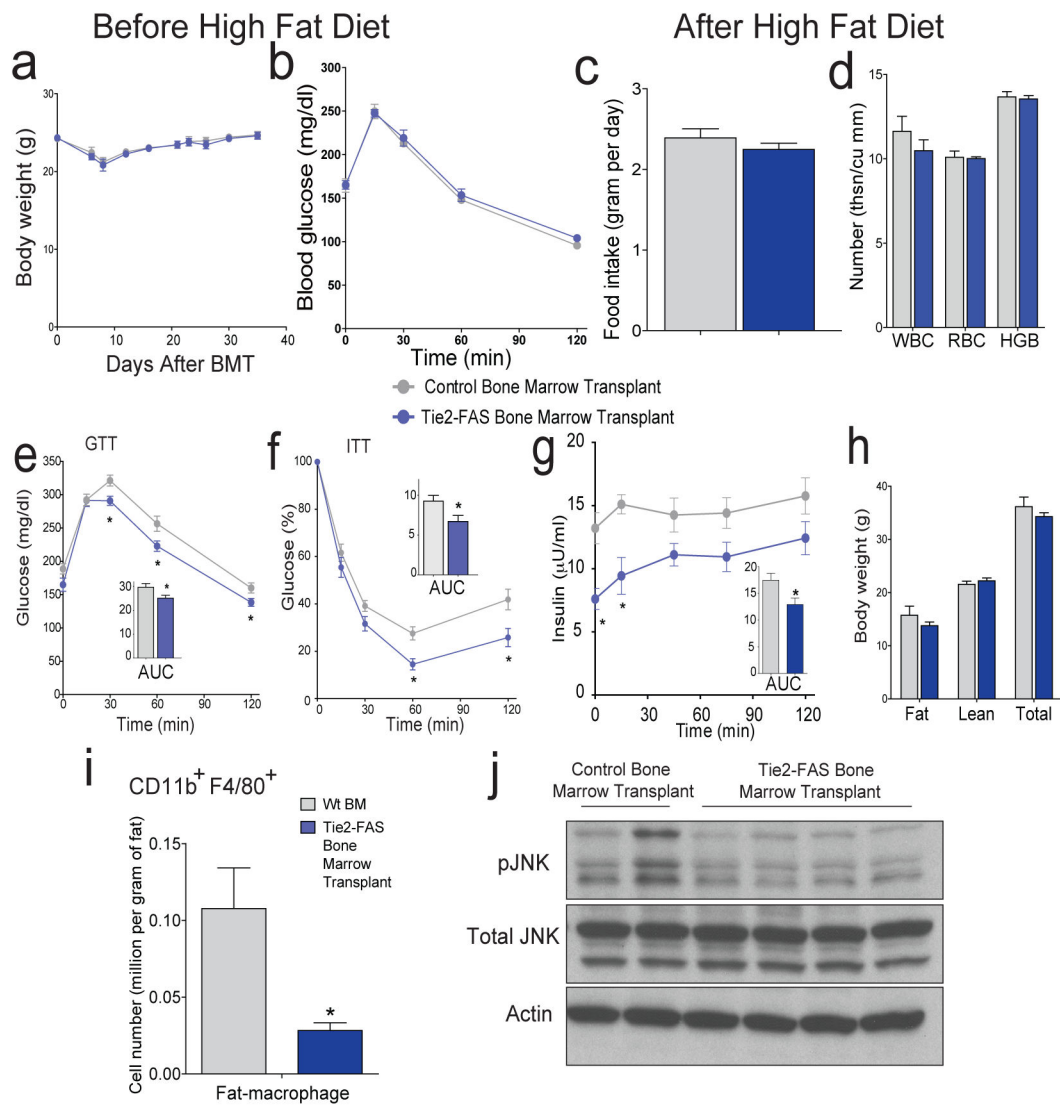 Before High Fat Diet
After High Fat Diet
a
Body weight (g)
30
20
10
0
0
10
20
30
40
Days After BMT
b
Blood glucose (mg/dl)
300
250
200
150
100
50
0
0
30
60
90
120
Time (min)
c
Food intake (gram per day)
3
2
1
0
d
Number (thsn/cu mm)
15
10
5
0
WBC
RBC
HGB
Control Bone Marrow Transplant
Tie2-FAS Bone Marrow Transplant
e
GTT
Glucose (mg/dl)
350
300
250
200
150
100
50
0
0
30
60
90
120
Time (min)
*
*
*
30
20
10
0
*
AUC
f
ITT
Glucose (%)
100
80
60
40
20
0
0
30
60
90
120
Time (min)
*
*
10
5
0
*
AUC
g
Insulin (µU/ml)
20
15
10
5
0
0
30
60
90
120
Time (min)
*
*
20
15
10
5
0
*
AUC
h
Body weight (g)
40
30
20
10
0
Fat
Lean
Total
i
CD11b+ F4/80+
Wt BM
Tie2-FAS
Bone
Marrow
Transplant
Cell number (million per gram of fat)
0.15
0.10
0.05
0.00
*
Fat-macrophage
j
Control Bone
Marrow Transplant
Tie2-FAS Bone
Marrow Transplant
pJNK
Total JNK
Actin